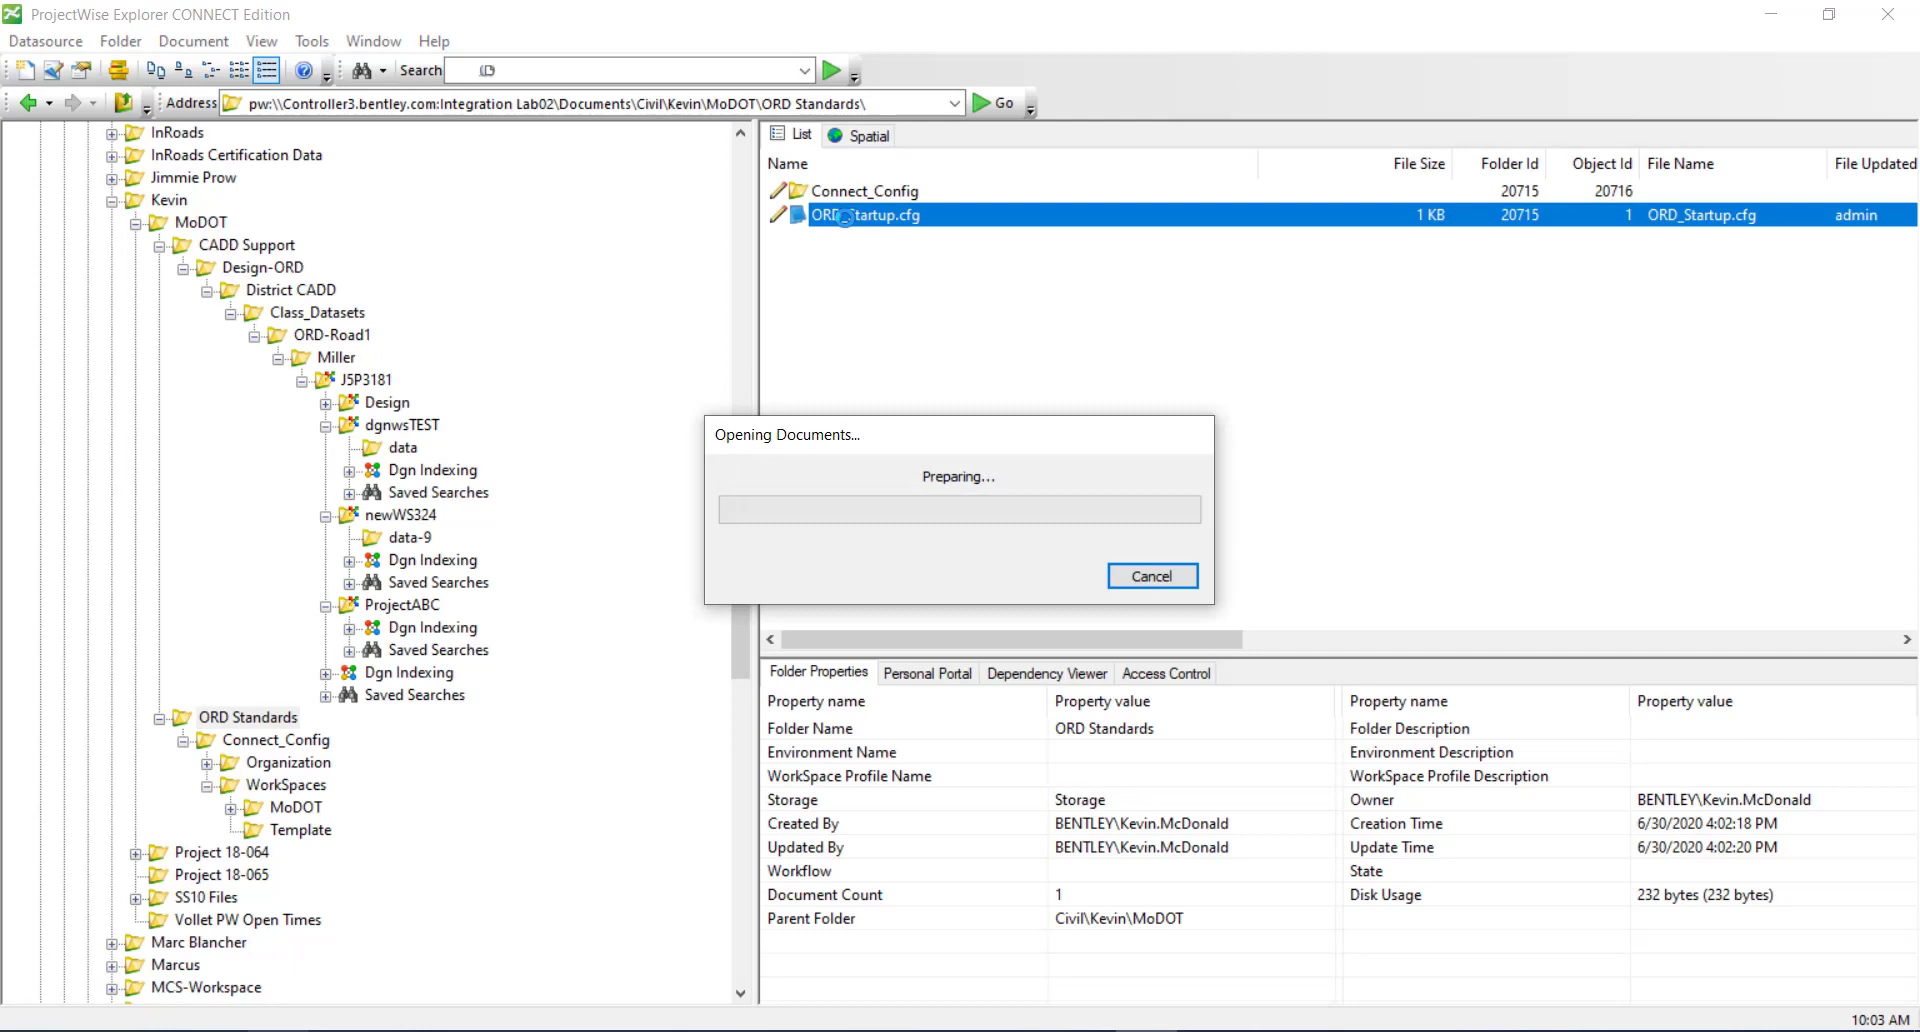 ProjectWise Explorer CONNECT Edition
Datasource Folder Document View Tools Window Help
Search
Address pw:\\Controller3.bentley.com:Integration Lab02\Documents\Civil\Kevin\MoDOT\ORD Standards\ Go
InRoads
InRoads Certification Data
Jimmie Prow
Kevin
MoDOT
CADD Support
Design-ORD
District CADD
Class_Datasets
ORD-Road1
Miller
J5P3181
Design
dgnwsTEST
data
Dgn Indexing
Saved Searches
newWS324
data-9
Dgn Indexing
Saved Searches
ProjectABC
Dgn Indexing
Saved Searches
Dgn Indexing
Saved Searches
ORD Standards
Connect_Config
Organization
WorkSpaces
MoDOT
Template
Project 18-064
Project 18-065
SS10 Files
Vollet PW Open Times
Marc Blancher
Marcus
MCS-Workspace
List Spatial
Name File Size Folder Id Object Id File Name File Updated
Connect_Config 20715 20716
ORD_Startup.cfg 1 KB 20715 1 ORD_Startup.cfg admin
Opening Documents...
Preparing...
Cancel
Folder Properties Personal Portal Dependency Viewer Access Control
Property name Property value Property name Property value
Folder Name ORD Standards Folder Description
Environment Name Environment Description
WorkSpace Profile Name WorkSpace Profile Description
Storage Storage Owner BENTLEY\Kevin.McDonald
Created By BENTLEY\Kevin.McDonald Creation Time 6/30/2020 4:02:18 PM
Updated By BENTLEY\Kevin.McDonald Update Time 6/30/2020 4:02:20 PM
Workflow State
Document Count 1 Disk Usage 232 bytes (232 bytes)
Parent Folder Civil\Kevin\MoDOT
10:03 AM